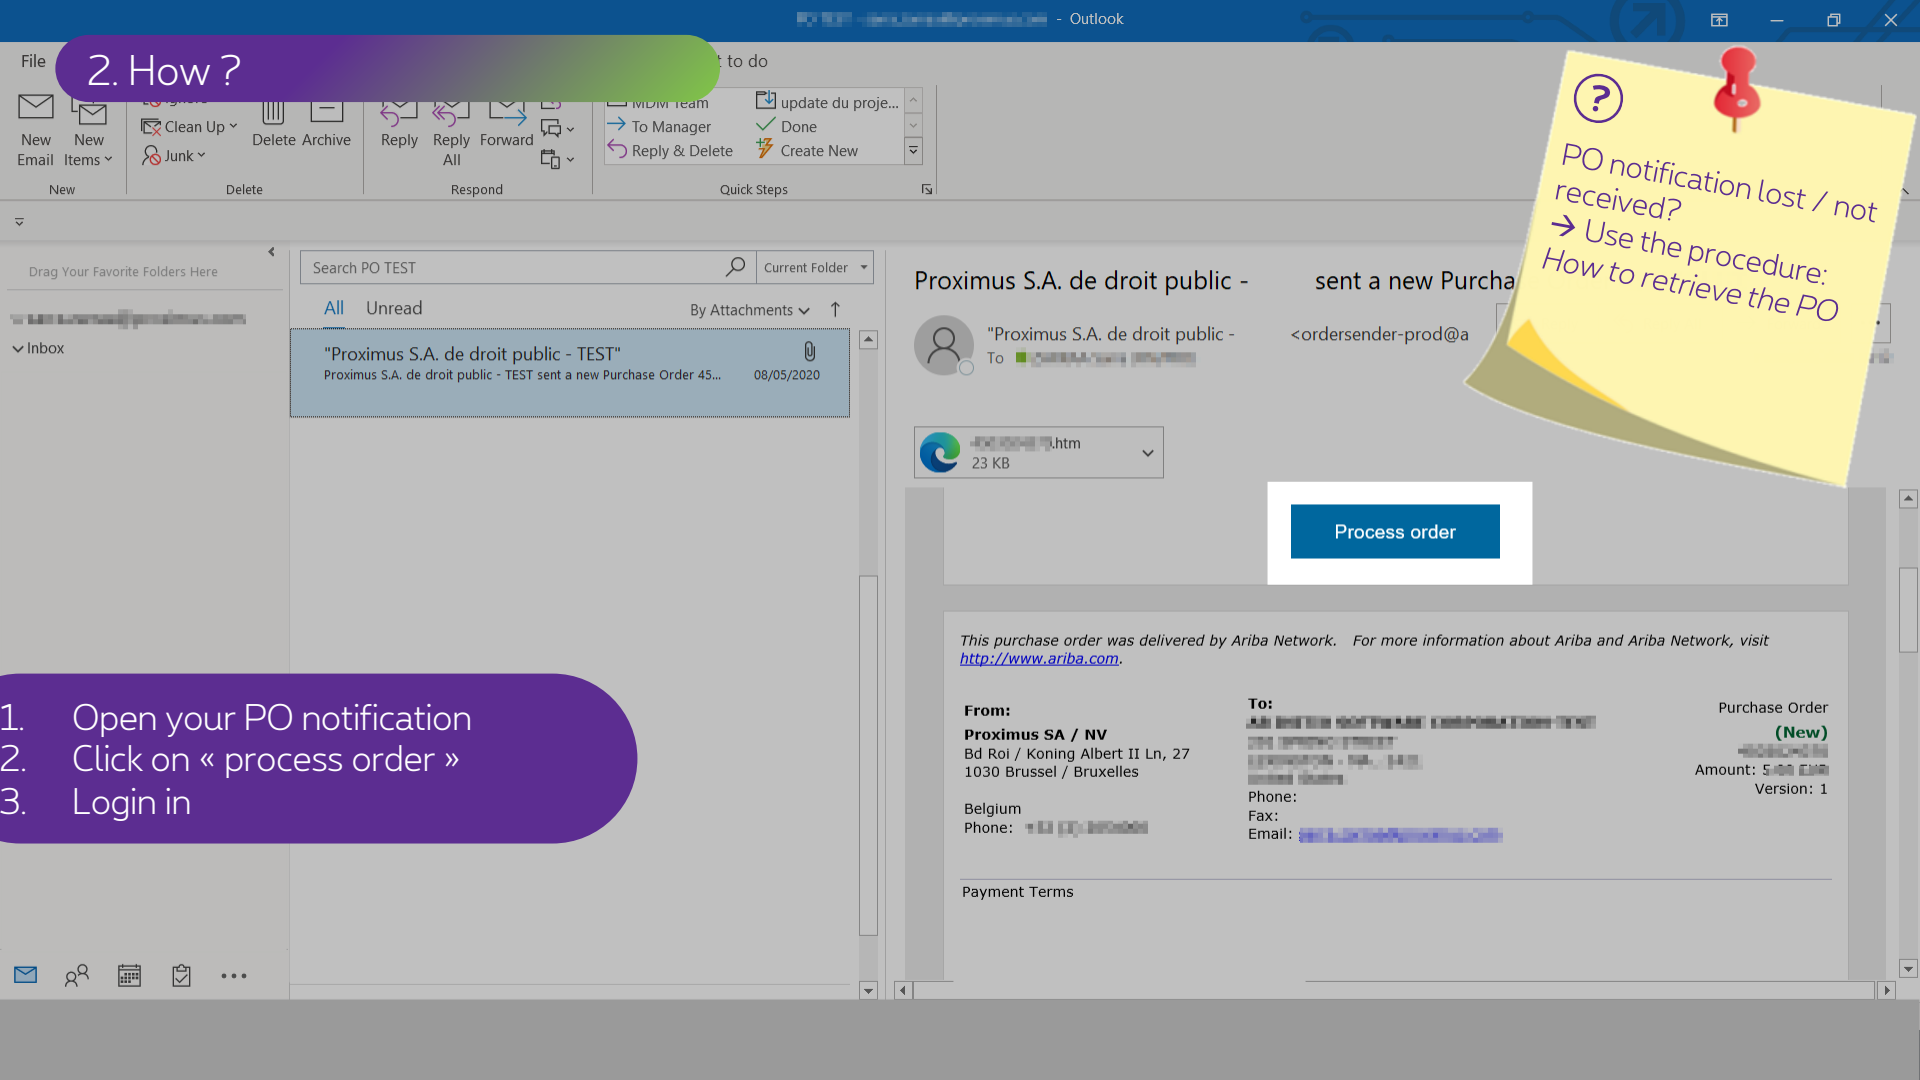 - Outlook
File
2. How ?
t to do
New
Email
New
Items
Clean Up
Junk
Delete
Archive
Reply
Reply
All
Forward
MDM Team
To Manager
Reply & Delete
update du proje...
Done
Create New
New
Delete
Respond
Quick Steps
?
PO notification lost / not
received?
→ Use the procedure:
How to retrieve the PO
Drag Your Favorite Folders Here
Inbox
Search PO TEST
Current Folder
All
Unread
By Attachments
"Proximus S.A. de droit public - TEST"
Proximus S.A. de droit public - TEST sent a new Purchase Order 45...
08/05/2020
Proximus S.A. de droit public - sent a new Purcha
"Proximus S.A. de droit public - <ordersender-prod@a
To
.htm
23 KB
Process order
This purchase order was delivered by Ariba Network. For more information about Ariba and Ariba Network, visit
http://www.ariba.com.
From:
Proximus SA / NV
Bd Roi / Koning Albert II Ln, 27
1030 Brussel / Bruxelles
Belgium
Phone:
To:
Phone:
Fax:
Email:
Purchase Order
(New)
Amount:
Version: 1
Payment Terms
1. Open your PO notification
2. Click on « process order »
3. Login in